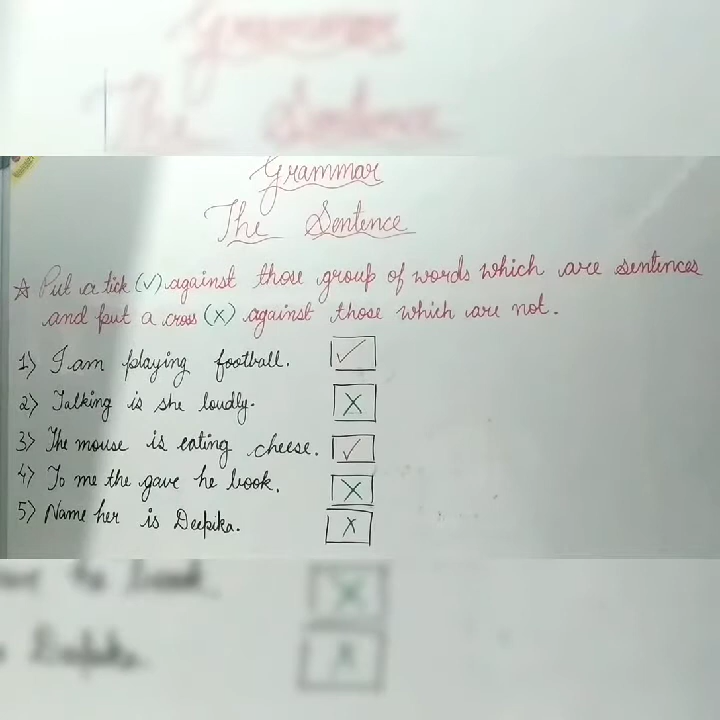 Grammar
The Sentence
☆ Put a tick (✓) against those group of words which are sentences
and put a cross (×) against those which are not.
1) I am playing football. ✓
2) Talking is she loudly. ×
3) The mouse is eating cheese. ✓
4) To me the gave he book. ×
5) Name her is Deepika. ×